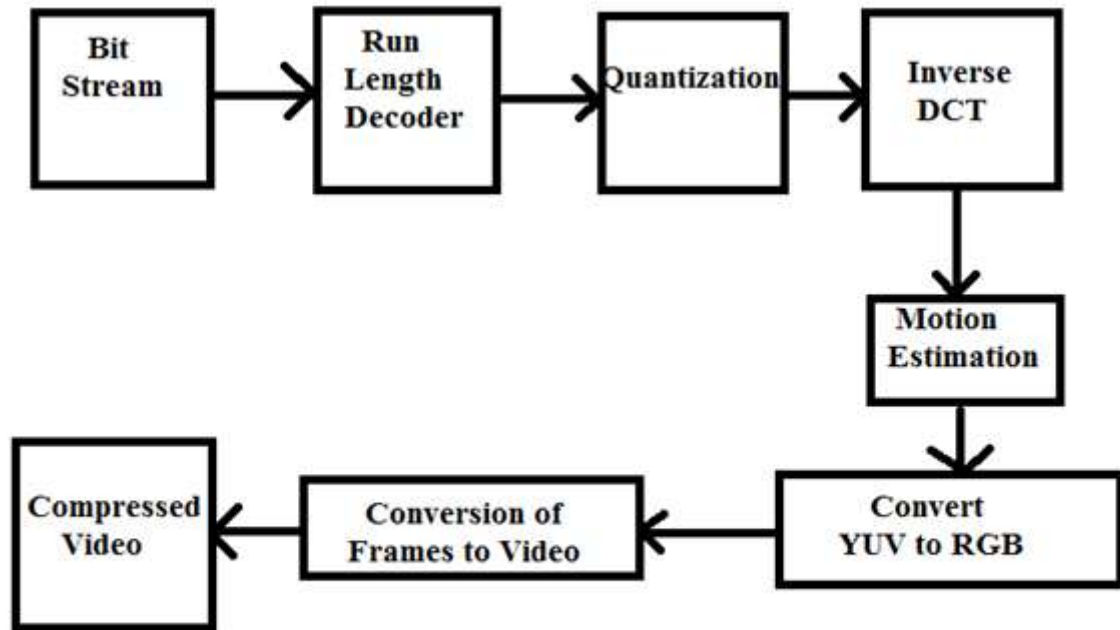 Bit
Stream
Run
Length
Decoder
Quantization
Inverse
DCT
Motion
Estimation
Convert
YUV to RGB
Conversion of
Frames to Video
Compressed
Video